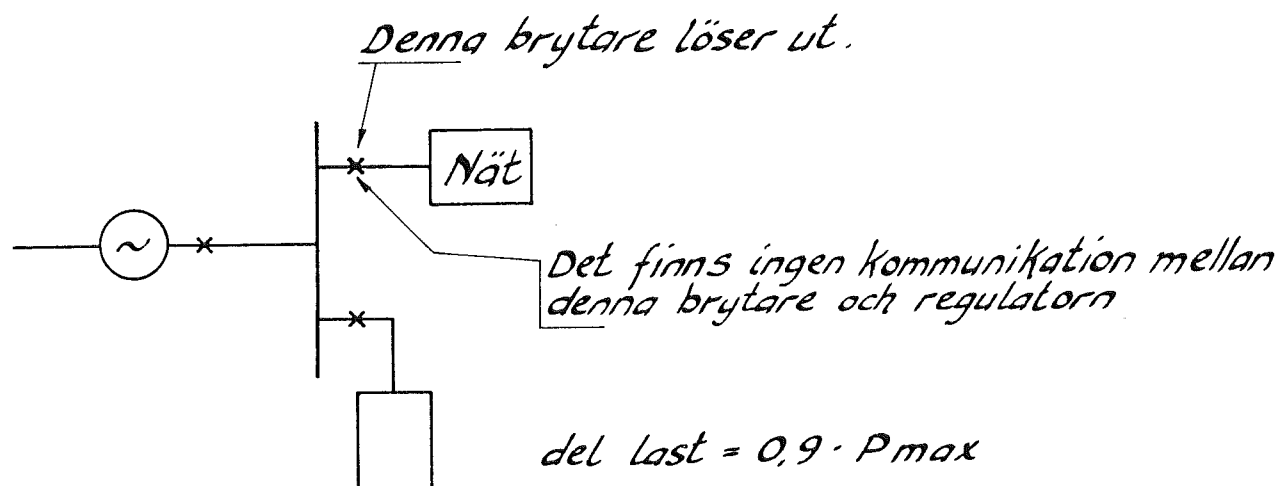 Denna brytare löser ut.
Nät
Det finns ingen kommunikation mellan
denna brytare och regulatorn
del last = 0,9 · Pmax